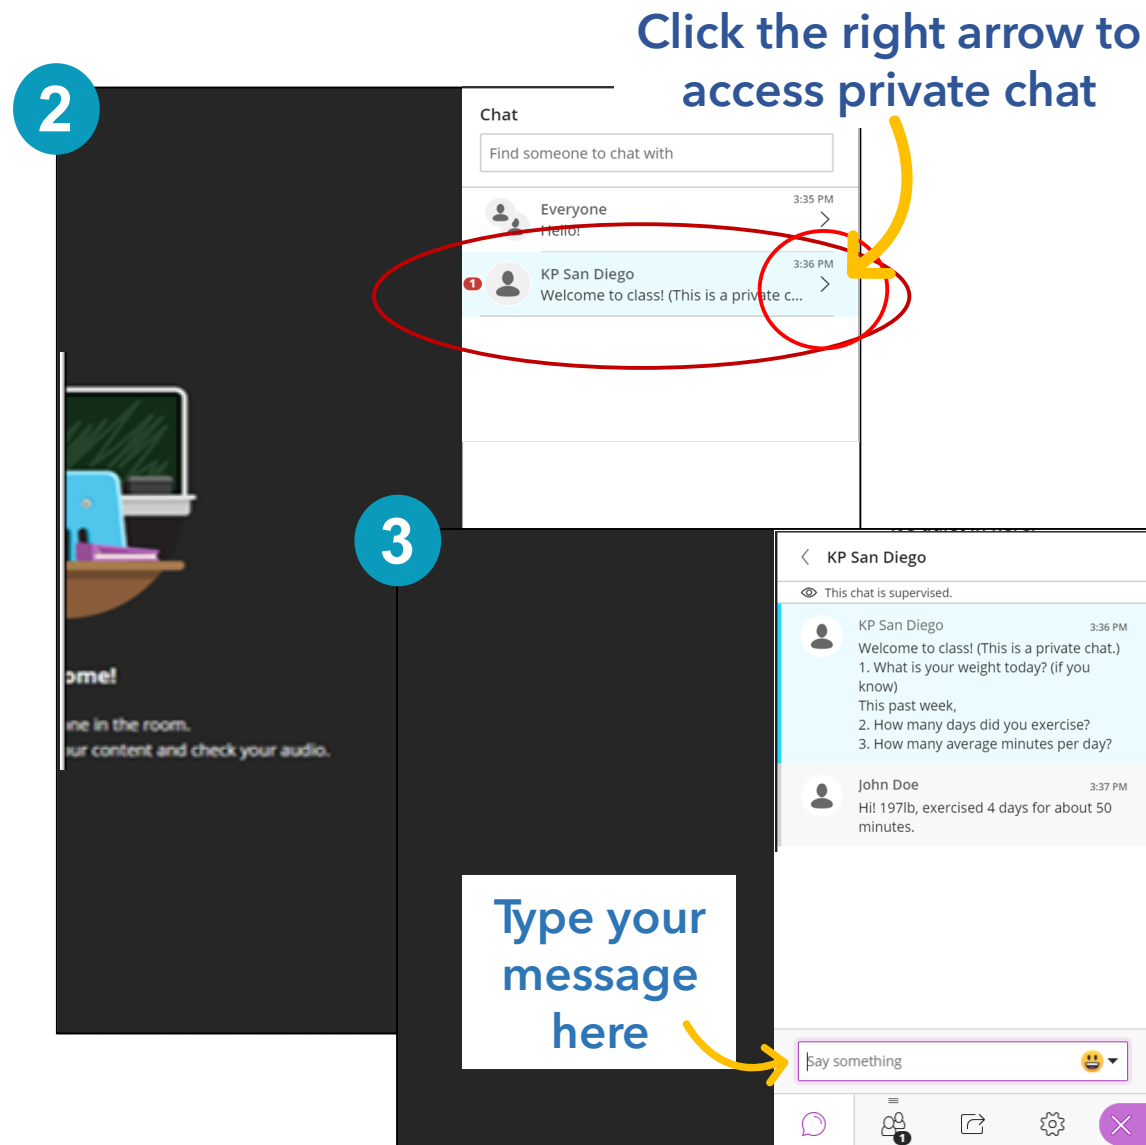 Click the right arrow to
access private chat
2
Chat
Find someone to chat with
Everyone
3:35 PM
Hello!
1
KP San Diego
3:36 PM
Welcome to class! (This is a private c...
ome!
ne in the room.
ur content and check your audio.
3
KP San Diego
This chat is supervised.
KP San Diego
3:36 PM
Welcome to class! (This is a private chat.)
1. What is your weight today? (if you
know)
This past week,
2. How many days did you exercise?
3. How many average minutes per day?
John Doe
3:37 PM
Hi! 197lb, exercised 4 days for about 50
minutes.
Type your
message
here
Say something
1